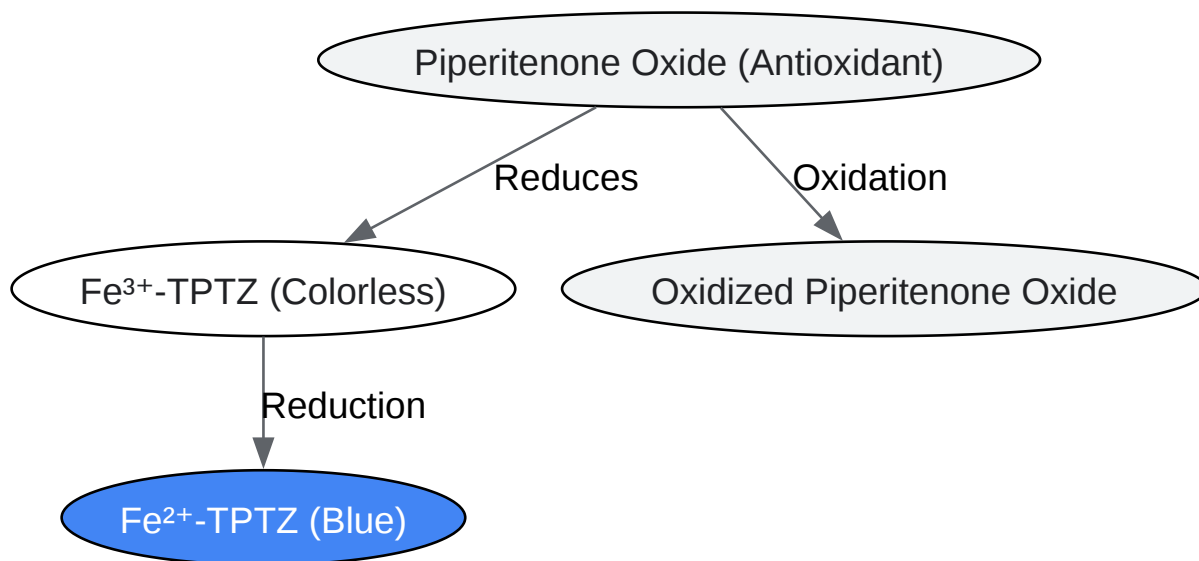 Piperitenone Oxide (Antioxidant)
Reduces
Oxidation
Fe³⁺-TPTZ (Colorless)
Oxidized Piperitenone Oxide
Reduction
Fe²⁺-TPTZ (Blue)